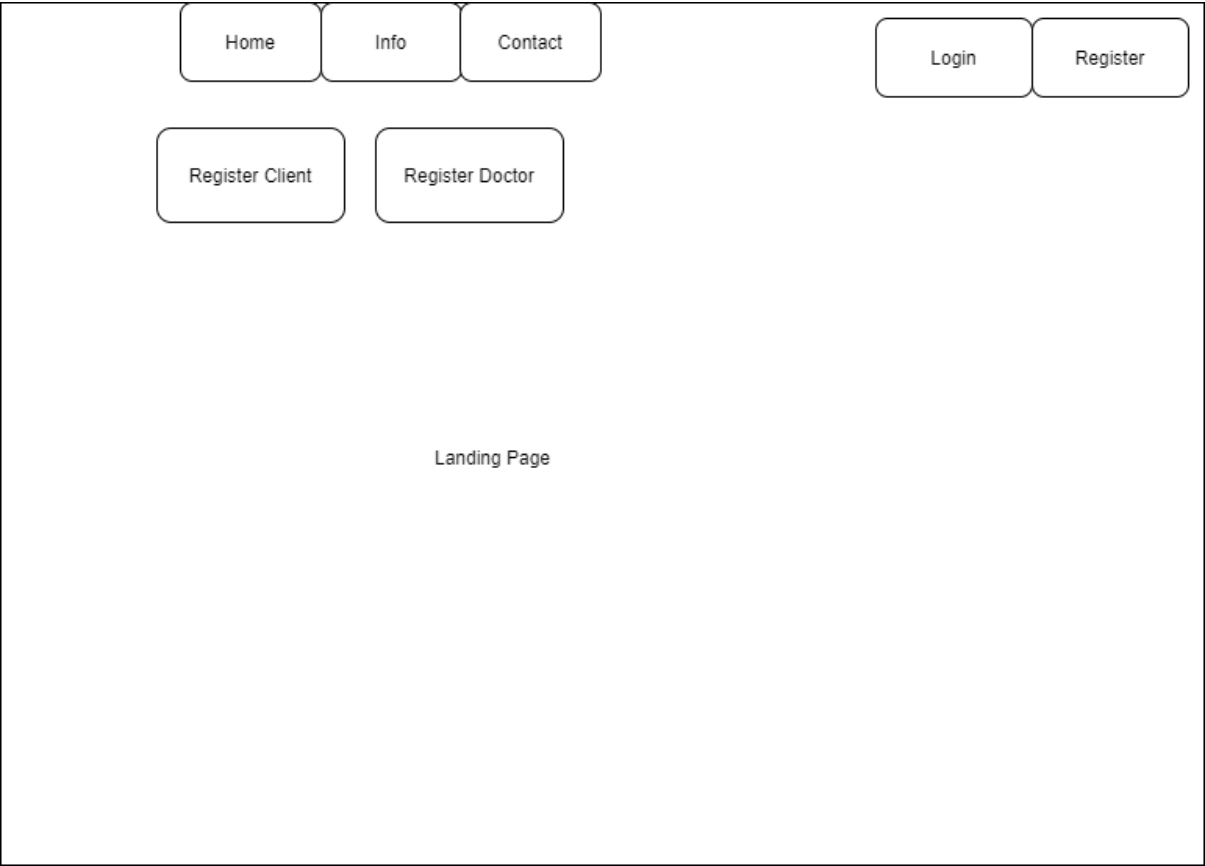 Home
Info
Contact
Login
Register
Register Client
Register Doctor
Landing Page